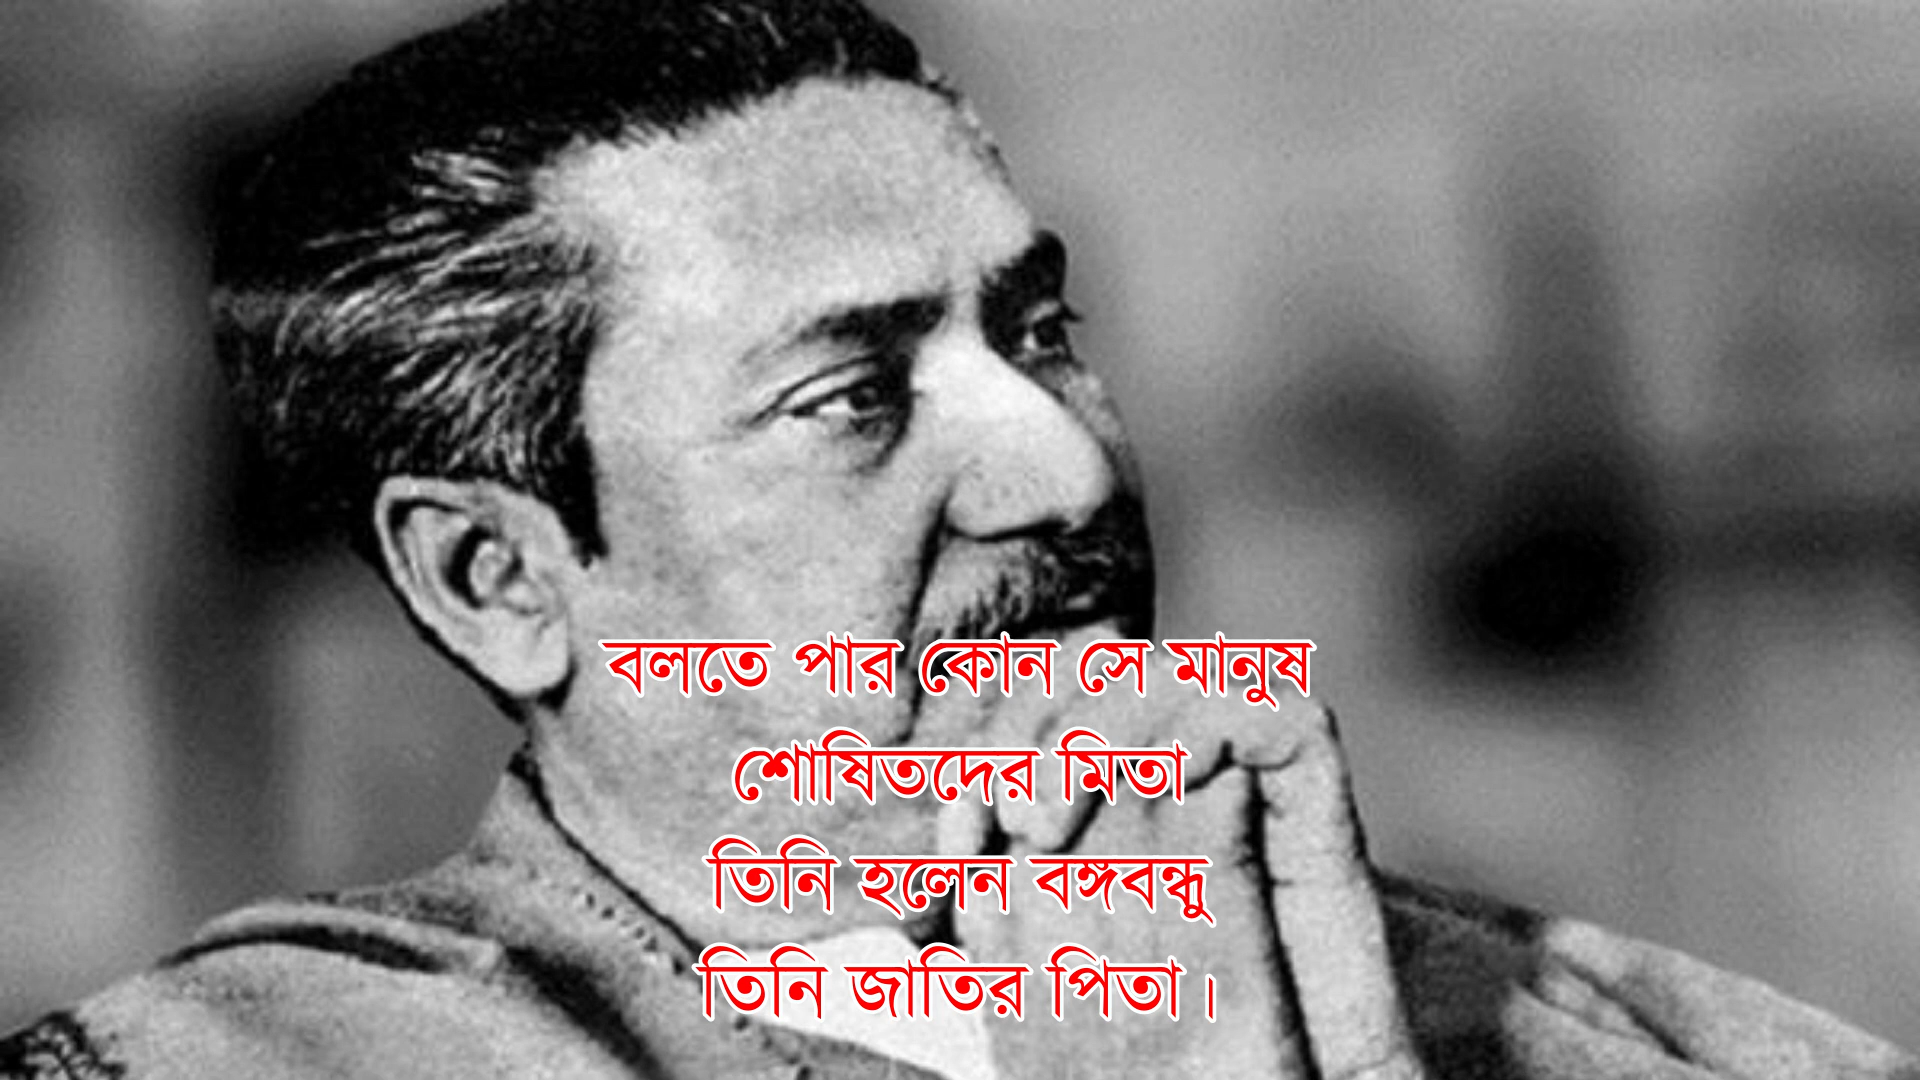 বলতে পার কোন সে মানুষ
শোষিতদের মিতা
তিনি হলেন বঙ্গবন্ধু
তিনি জাতির পিতা।